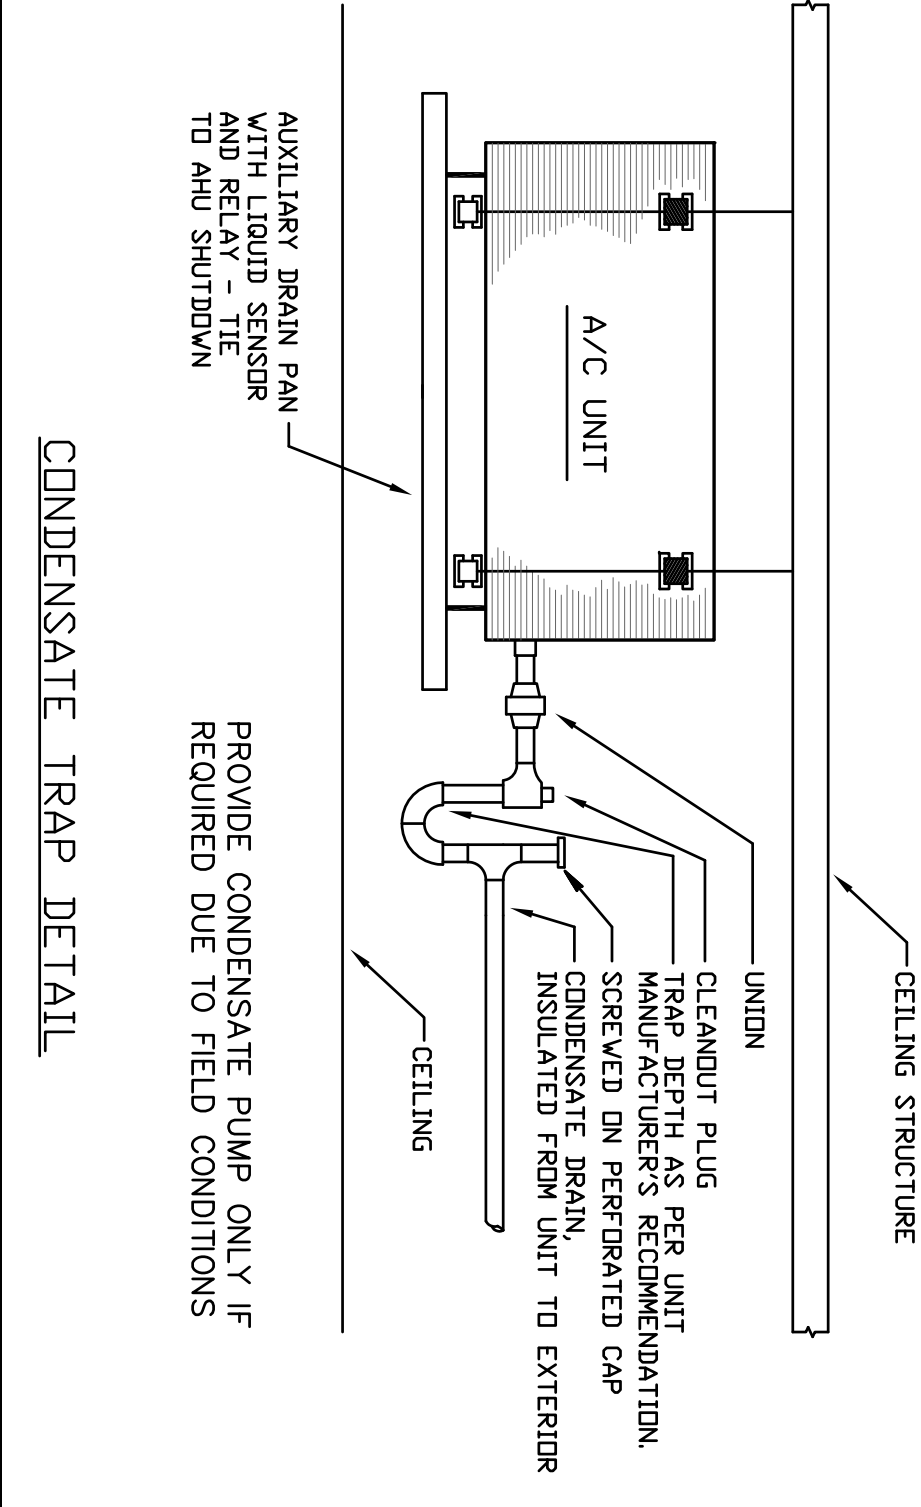 CEILING STRUCTURE
A/C UNIT
UNION
CLEANOUT PLUG
TRAP DEPTH AS PER UNIT
MANUFACTURER'S RECOMMENDATION.
SCREWED ON PERFORATED CAP
CONDENSATE DRAIN,
INSULATED FROM UNIT TO EXTERIOR
CEILING
AUXILIARY DRAIN PAN
WITH LIQUID SENSOR
AND RELAY - TIE
TO AHU SHUTDOWN
PROVIDE CONDENSATE PUMP ONLY IF
REQUIRED DUE TO FIELD CONDITIONS
CONDENSATE TRAP DETAIL